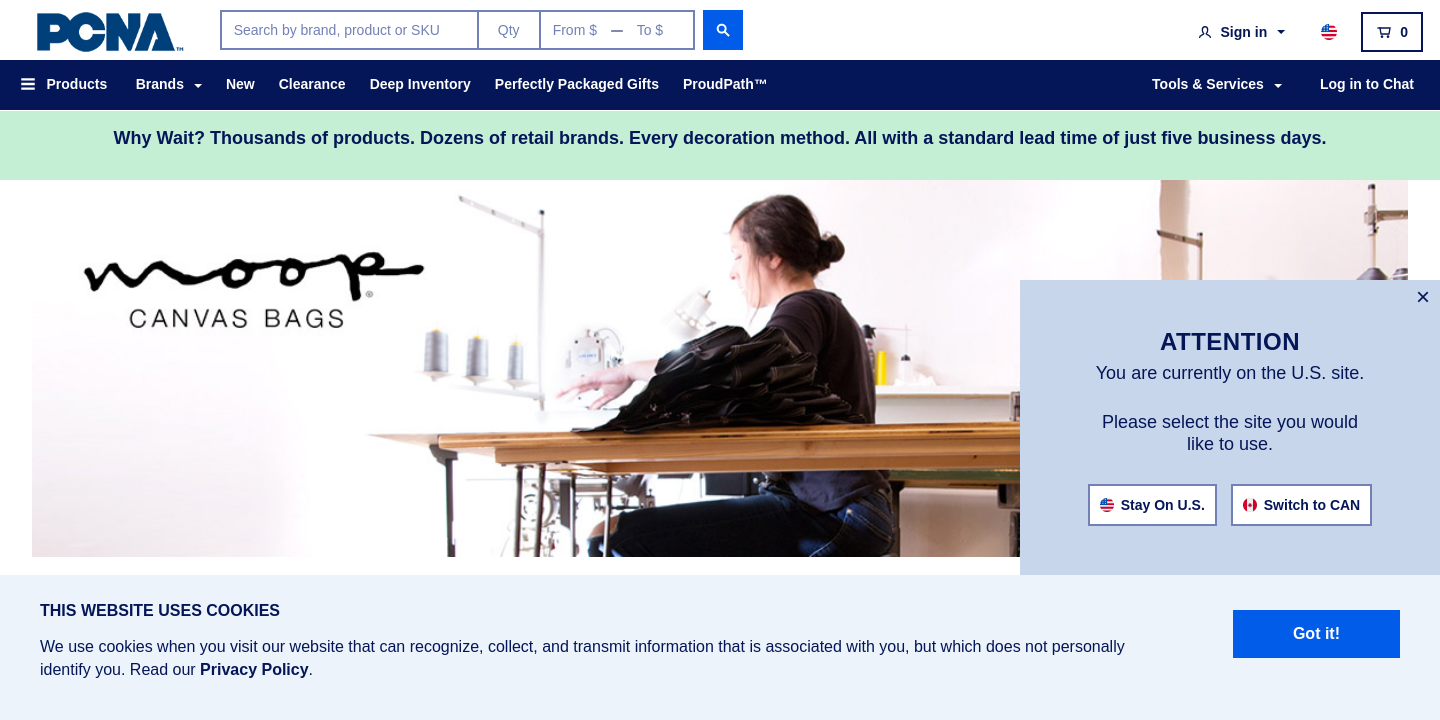 PCNA™
Search by brand, product or SKU
Qty
From $ — To $
Sign in
0
Products
Brands
New
Clearance
Deep Inventory
Perfectly Packaged Gifts
ProudPath™
Tools & Services
Log in to Chat
Why Wait? Thousands of products. Dozens of retail brands. Every decoration method. All with a standard lead time of just five business days.
moop®
CANVAS BAGS
×
ATTENTION
You are currently on the U.S. site.
Please select the site you would
like to use.
Stay On U.S.
Switch to CAN
THIS WEBSITE USES COOKIES
We use cookies when you visit our website that can recognize, collect, and transmit information that is associated with you, but which does not personally
identify you. Read our Privacy Policy.
Got it!